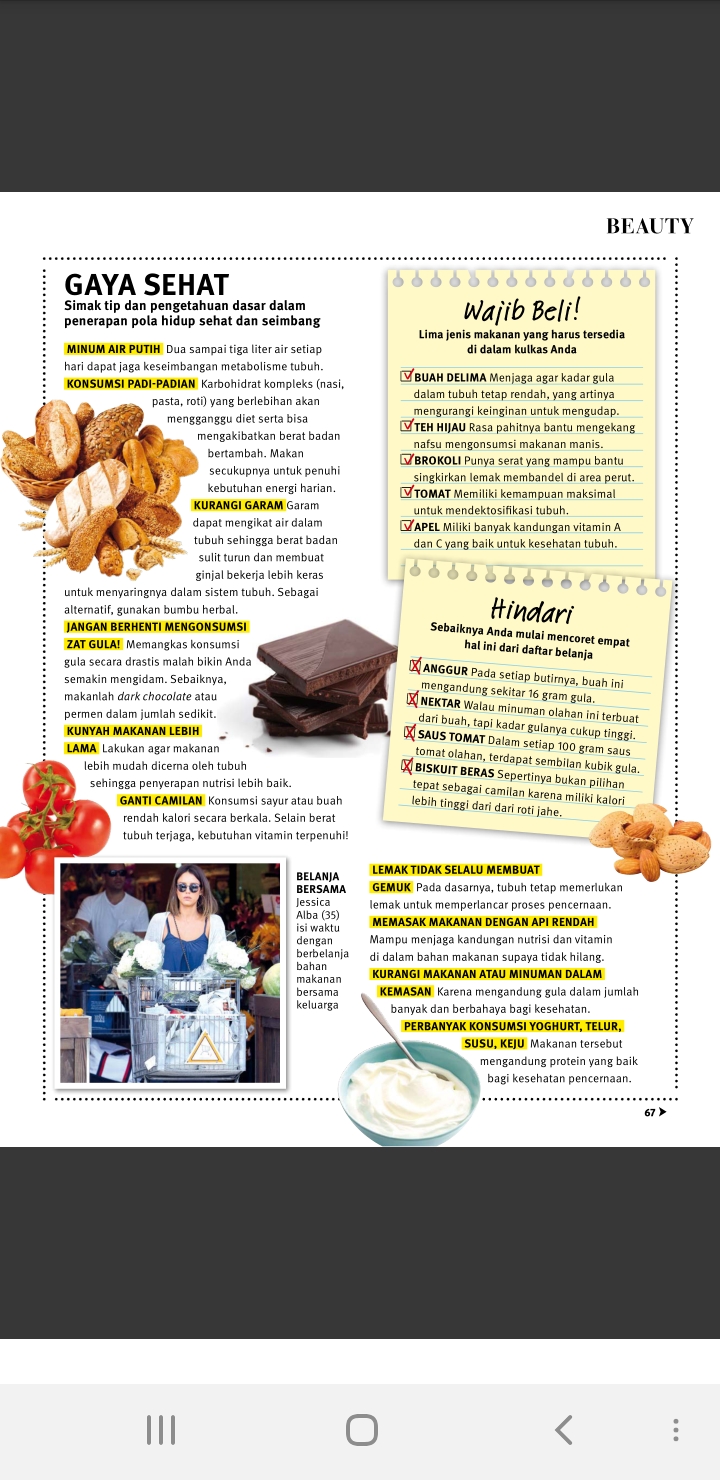 BEAUTY
GAYA SEHAT
Simak tip dan pengetahuan dasar dalam
penerapan pola hidup sehat dan seimbang
MINUM AIR PUTIH Dua sampai tiga liter air setiap
hari dapat jaga keseimbangan metabolisme tubuh.
KONSUMSI PADI-PADIAN Karbohidrat kompleks (nasi,
pasta, roti) yang berlebihan akan
mengganggu diet serta bisa
mengakibatkan berat badan
bertambah. Makan
secukupnya untuk penuhi
kebutuhan energi harian.
KURANGI GARAM Garam
dapat mengikat air dalam
tubuh sehingga berat badan
sulit turun dan membuat
ginjal bekerja lebih keras
untuk menyaringnya dalam sistem tubuh. Sebagai
alternatif, gunakan bumbu herbal.
JANGAN BERHENTI MENGONSUMSI
ZAT GULA! Memangkas konsumsi
gula secara drastis malah bikin Anda
semakin mengidam. Sebaiknya,
makanlah dark chocolate atau
permen dalam jumlah sedikit.
KUNYAH MAKANAN LEBIH
LAMA Lakukan agar makanan
lebih mudah dicerna oleh tubuh
sehingga penyerapan nutrisi lebih baik.
GANTI CAMILAN Konsumsi sayur atau buah
rendah kalori secara berkala. Selain berat
tubuh terjaga, kebutuhan vitamin terpenuhi!
Wajib Beli!
Lima jenis makanan yang harus tersedia
di dalam kulkas Anda
BUAH DELIMA Menjaga agar kadar gula
dalam tubuh tetap rendah, yang artinya
mengurangi keinginan untuk mengudap.
TEH HIJAU Rasa pahitnya bantu mengekang
nafsu mengonsumsi makanan manis.
BROKOLI Punya serat yang mampu bantu
singkirkan lemak membandel di area perut.
TOMAT Memiliki kemampuan maksimal
untuk mendektosifikasi tubuh.
APEL Miliki banyak kandungan vitamin A
dan C yang baik untuk kesehatan tubuh.
Hindari
Sebaiknya Anda mulai mencoret empat
hal ini dari daftar belanja
ANGGUR Pada setiap butirnya, buah ini
mengandung sekitar 16 gram gula.
NEKTAR Walau minuman olahan ini terbuat
dari buah, tapi kadar gulanya cukup tinggi.
SAUS TOMAT Dalam setiap 100 gram saus
tomat olahan, terdapat sembilan kubik gula.
BISKUIT BERAS Sepertinya bukan pilihan
tepat sebagai camilan karena miliki kalori
lebih tinggi dari dari roti jahe.
BELANJA
BERSAMA
Jessica
Alba (35)
isi waktu
dengan
berbelanja
bahan
makanan
bersama
keluarga
LEMAK TIDAK SELALU MEMBUAT
GEMUK Pada dasarnya, tubuh tetap memerlukan
lemak untuk memperlancar proses pencernaan.
MEMASAK MAKANAN DENGAN API RENDAH
Mampu menjaga kandungan nutrisi dan vitamin
di dalam bahan makanan supaya tidak hilang.
KURANGI MAKANAN ATAU MINUMAN DALAM
KEMASAN Karena mengandung gula dalam jumlah
banyak dan berbahaya bagi kesehatan.
PERBANYAK KONSUMSI YOGHURT, TELUR,
SUSU, KEJU Makanan tersebut
mengandung protein yang baik
bagi kesehatan pencernaan.
67